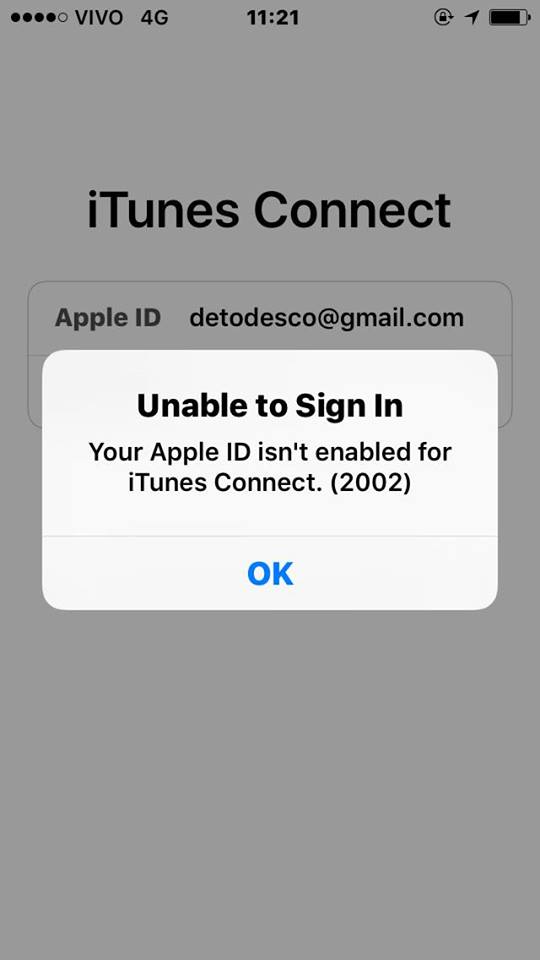 VIVO 4G 11:21
iTunes Connect
Apple ID detodesco@gmail.com
Unable to Sign In
Your Apple ID isn't enabled for
iTunes Connect. (2002)
OK